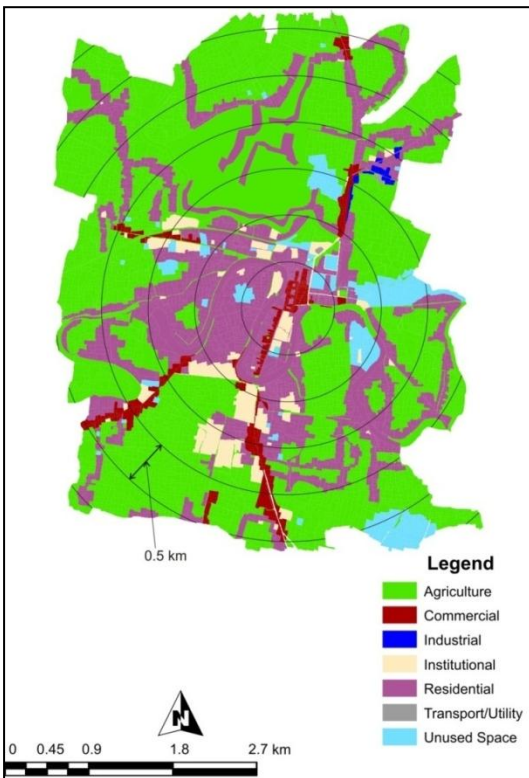 0.5 km
Legend
Agriculture
Commercial
Industrial
Institutional
Residential
Transport/Utility
Unused Space
N
0 0.45 0.9 1.8 2.7 km